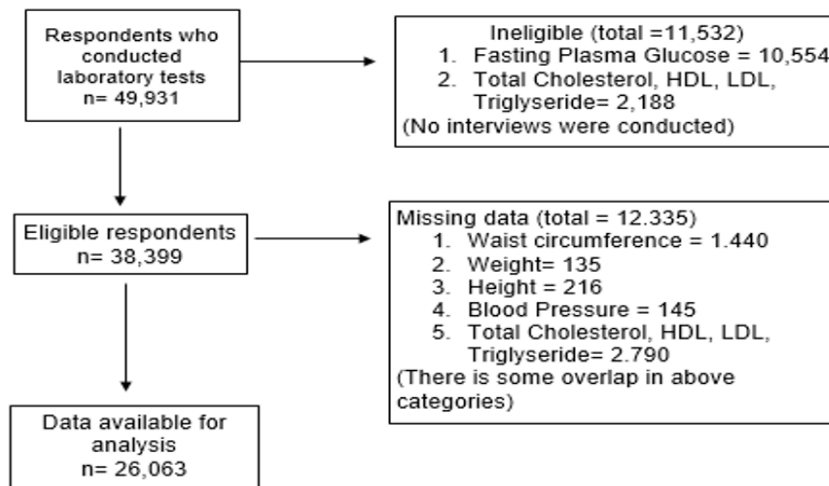 Respondents who
conducted
laboratory tests
n= 49,931
Ineligible (total =11,532)
1. Fasting Plasma Glucose = 10,554
2. Total Cholesterol, HDL, LDL,
Triglyseride= 2,188
(No interviews were conducted)
Eligible respondents
n= 38,399
Missing data (total = 12.335)
1. Waist circumference = 1.440
2. Weight= 135
3. Height = 216
4. Blood Pressure = 145
5. Total Cholesterol, HDL, LDL,
Triglyseride= 2.790
(There is some overlap in above
categories)
Data available for
analysis
n= 26,063